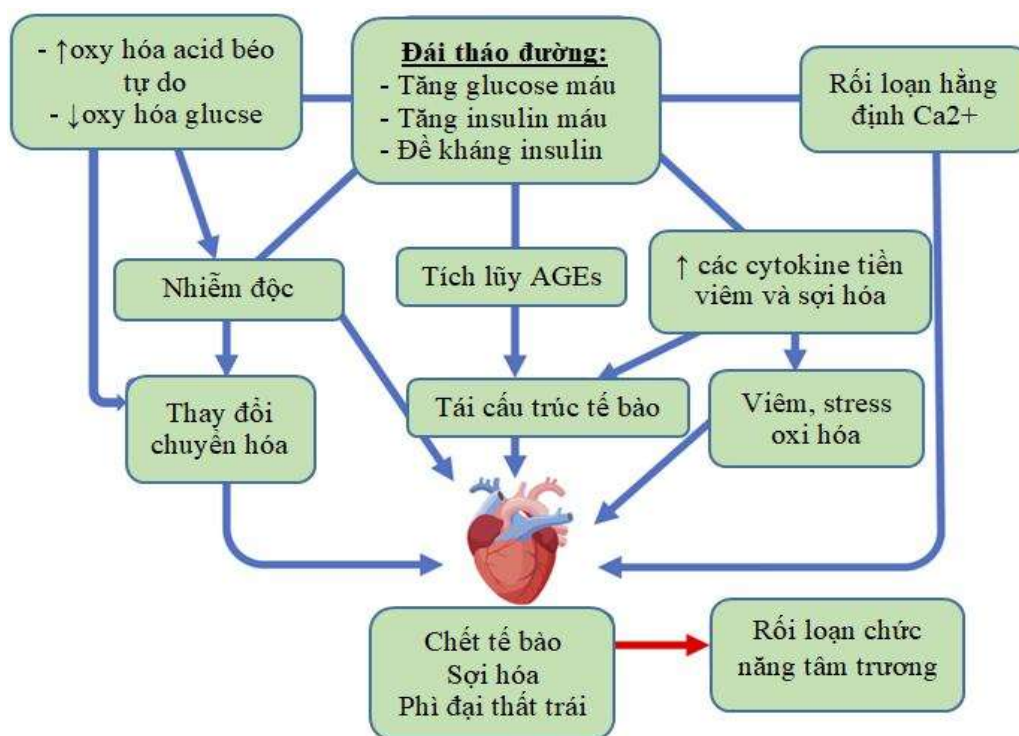 - ↑oxy hóa acid béo
tự do
- ↓oxy hóa glucse
Đái tháo đường:
- Tăng glucose máu
- Tăng insulin máu
- Đề kháng insulin
Rối loạn hằng
định Ca2+
Nhiễm độc
Tích lũy AGEs
↑ các cytokine tiền
viêm và sợi hóa
Thay đổi
chuyển hóa
Tái cấu trúc tế bào
Viêm, stress
oxi hóa
Chết tế bào
Sợi hóa
Phì đại thất trái
Rối loạn chức
năng tâm trương